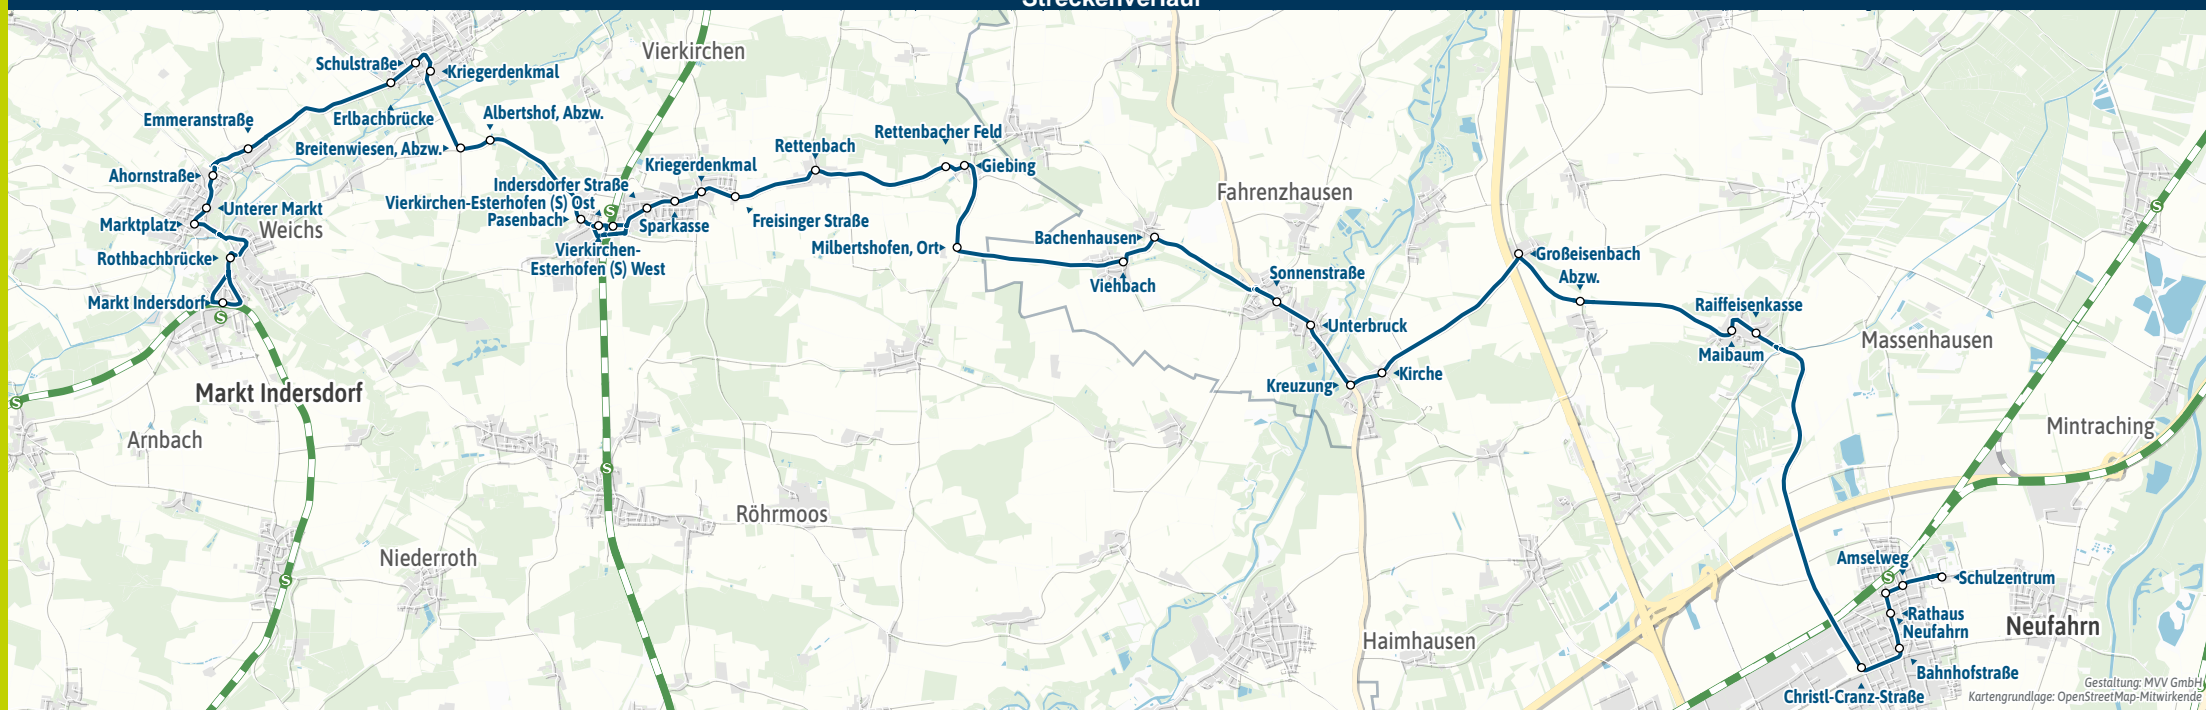 Streckenverlauf
Vierkirchen
Schulstraße
Kriegerdenkmal
Emmeranstraße
Erlbachbrücke
Albertshof, Abzw.
Breitenwiesen, Abzw.
Ahornstraße
Unterer Markt
Marktplatz
Weichs
Rothbachbrücke
Markt Indersdorf
Indersdorfer Straße
Vierkirchen-Esterhofen (S) Ost
Pasenbach
Vierkirchen-
Esterhofen (S) West
Kriegerdenkmal
Sparkasse
Freisinger Straße
Rettenbach
Rettenbacher Feld
Giebing
Milbertshofen, Ort
Bachenhausen
Viehbach
Fahrenzhausen
Sonnenstraße
Unterbruck
Kreuzung
Kirche
Großeisenbach
Abzw.
Raiffeisenkasse
Maibaum
Massenhausen
Mintraching
Markt Indersdorf
Arnbach
Niederroth
Röhrmoos
Haimhausen
Amselweg
Schulzentrum
Rathaus
Neufahrn
Neufahrn
Bahnhofstraße
Christl-Cranz-Straße
S
S
S
S
S
S
S
Gestaltung: MVV GmbH
Kartengrundlage: OpenStreetMap-Mitwirkende